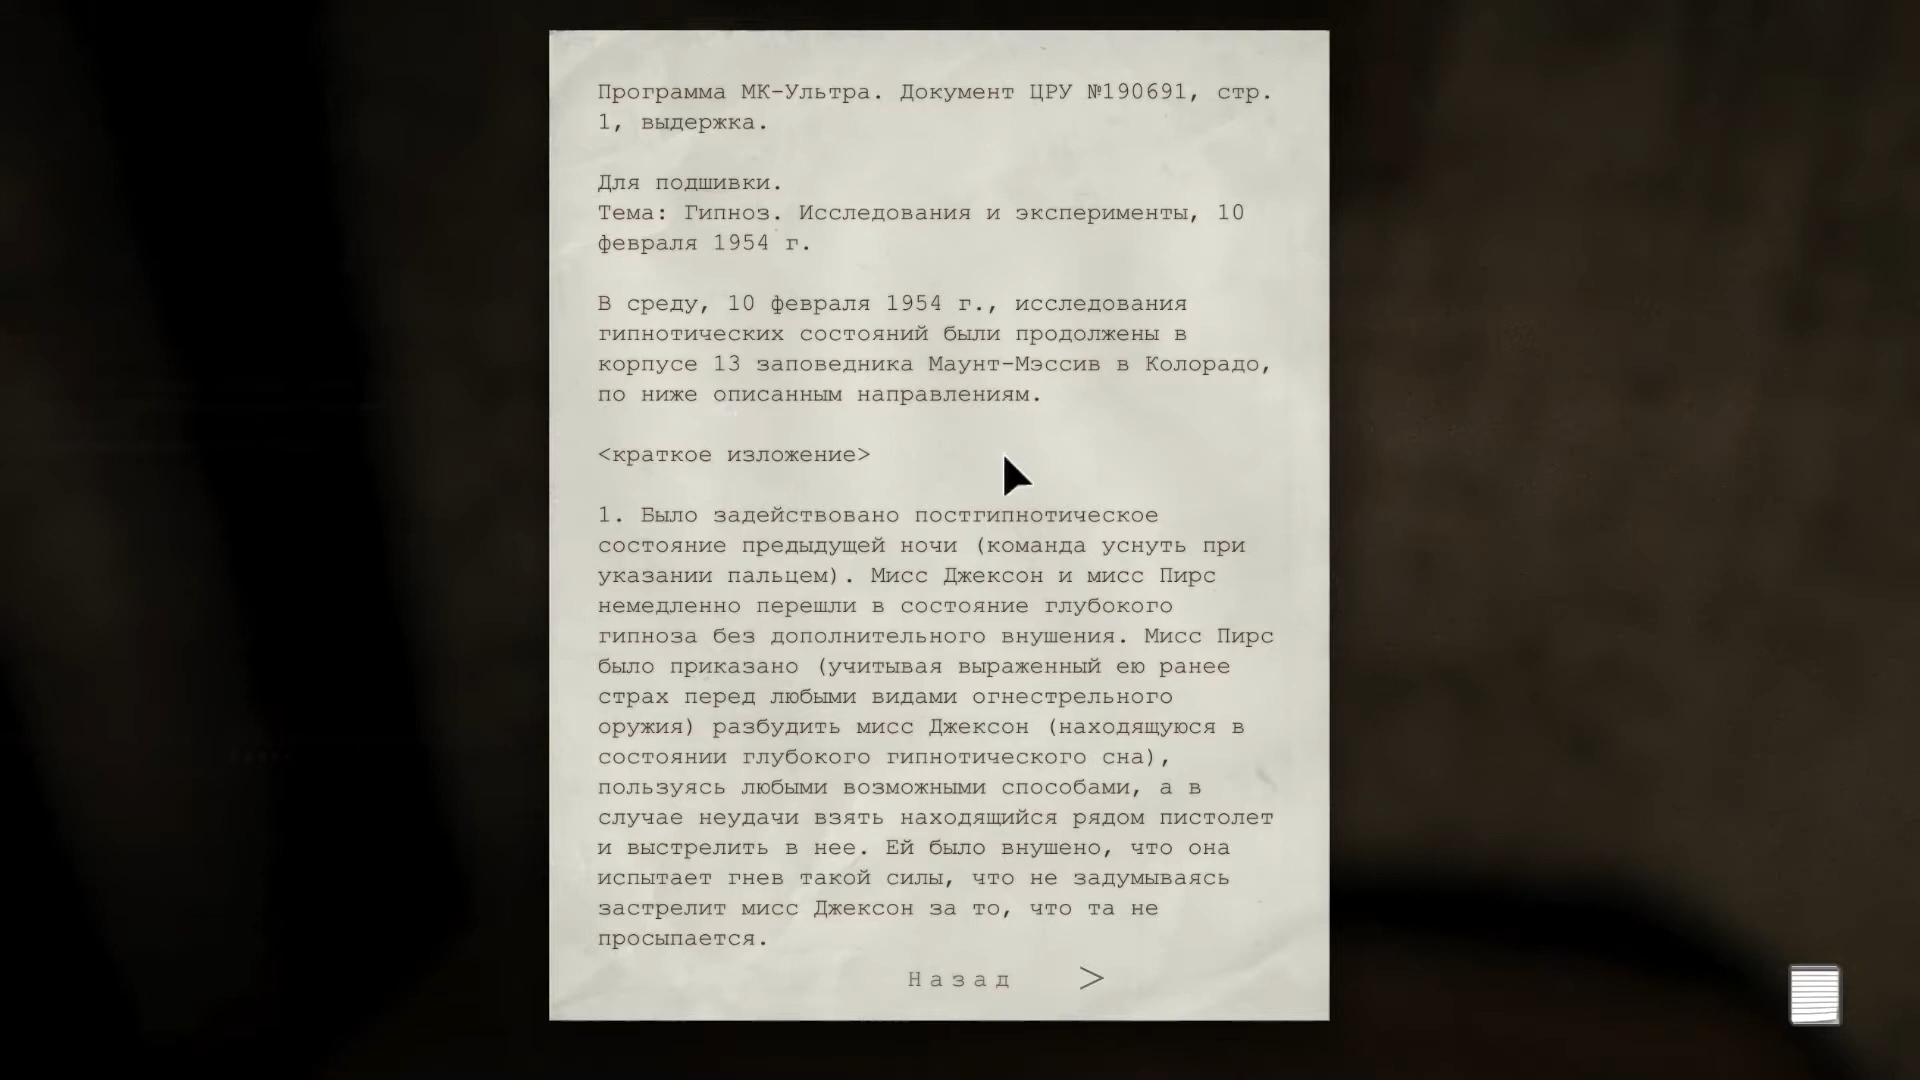 Программа МК-Ультра. Документ ЦРУ №190691, стр.
1, выдержка.
Для подшивки.
Тема: Гипноз. Исследования и эксперименты, 10
февраля 1954 г.
В среду, 10 февраля 1954 г., исследования
гипнотических состояний были продолжены в
корпусе 13 заповедника Маунт-Мэссив в Колорадо,
по ниже описанным направлениям.
<краткое изложение>
1. Было задействовано постгипнотическое
состояние предыдущей ночи (команда уснуть при
указании пальцем). Мисс Джексон и мисс Пирс
немедленно перешли в состояние глубокого
гипноза без дополнительного внушения. Мисс Пирс
было приказано (учитывая выраженный ею ранее
страх перед любыми видами огнестрельного
оружия) разбудить мисс Джексон (находящуюся в
состоянии глубокого гипнотического сна),
пользуясь любыми возможными способами, а в
случае неудачи взять находящийся рядом пистолет
и выстрелить в нее. Ей было внушено, что она
испытает гнев такой силы, что не задумываясь
застрелит мисс Джексон за то, что та не
просыпается.
Назад >